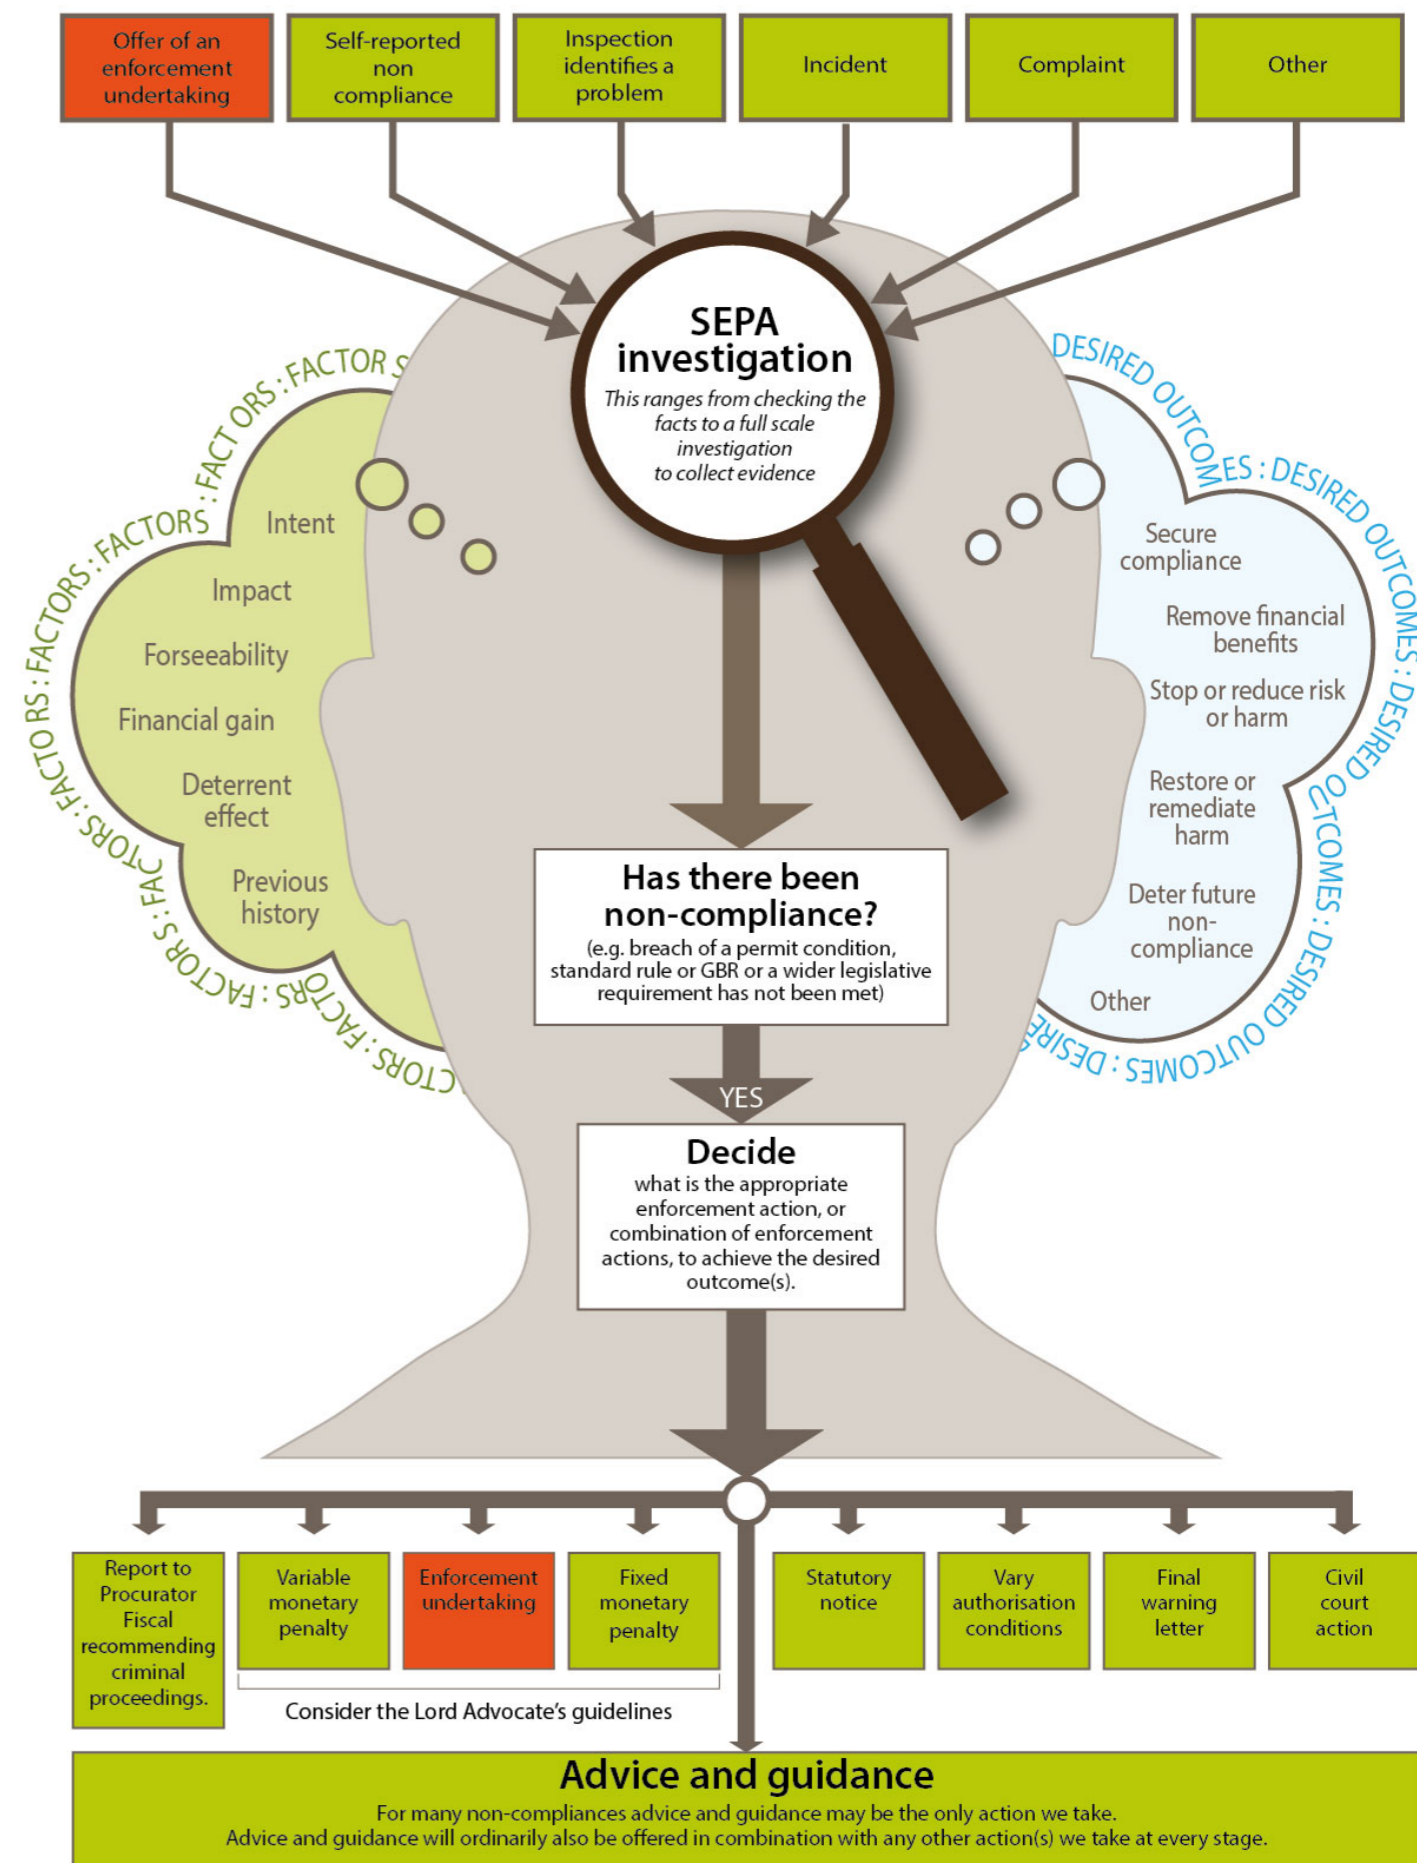 Offer of an
enforcement
undertaking
Self-reported
non
compliance
Inspection
identifies a
problem
Incident
Complaint
Other
SEPA
investigation
This ranges from checking the
facts to a full scale
investigation
to collect evidence
FACTORS : FACTORS : FACTORS : FACTORS : FACTORS : FACTORS : FACT ORS : FACTOR S
Intent
Impact
Forseeability
Financial gain
Deterrent
effect
Previous
history
DESIRED OUTCOMES : DESIRED OUTCOMES : DESIRED OUTCOMES : DESIRED OUTCOMES : DESIRE
Secure
compliance
Remove financial
benefits
Stop or reduce risk
or harm
Restore or
remediate
harm
Deter future
non-
compliance
Other
Has there been
non-compliance?
(e.g. breach of a permit condition,
standard rule or GBR or a wider legislative
requirement has not been met)
YES
Decide
what is the appropriate
enforcement action, or
combination of enforcement
actions, to achieve the desired
outcome(s).
Report to
Procurator
Fiscal
recommending
criminal
proceedings.
Variable
monetary
penalty
Enforcement
undertaking
Fixed
monetary
penalty
Statutory
notice
Vary
authorisation
conditions
Final
warning
letter
Civil
court
action
Consider the Lord Advocate's guidelines
Advice and guidance
For many non-compliances advice and guidance may be the only action we take.
Advice and guidance will ordinarily also be offered in combination with any other action(s) we take at every stage.